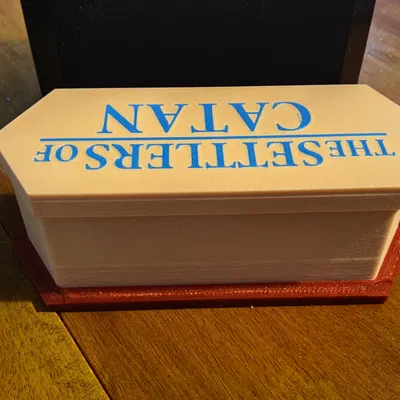 THE SETTLERS OF
CATAN